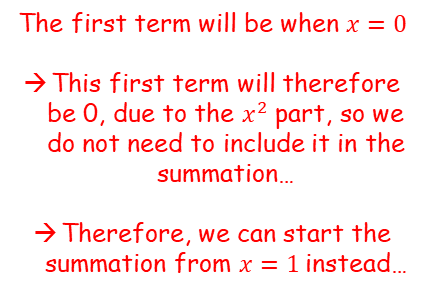 The first term will be when x = 0
→ This first term will therefore
be 0, due to the x² part, so we
do not need to include it in the
summation…
→ Therefore, we can start the
summation from x = 1 instead…